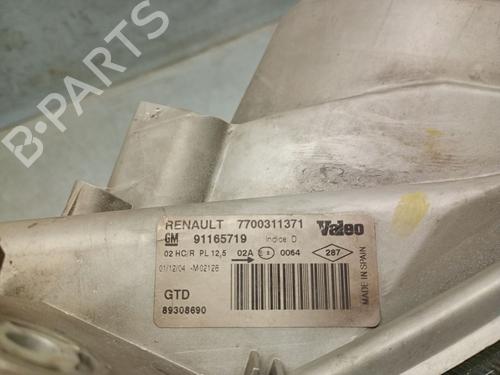 B-PARTS
RENAULT 7700311371 Valeo
GM 91165719 Indice: D
02 HC/R PL 12,5 02A 0064 287
01/12/04 -M-02126
GTD
89308690
MADE IN SPAIN